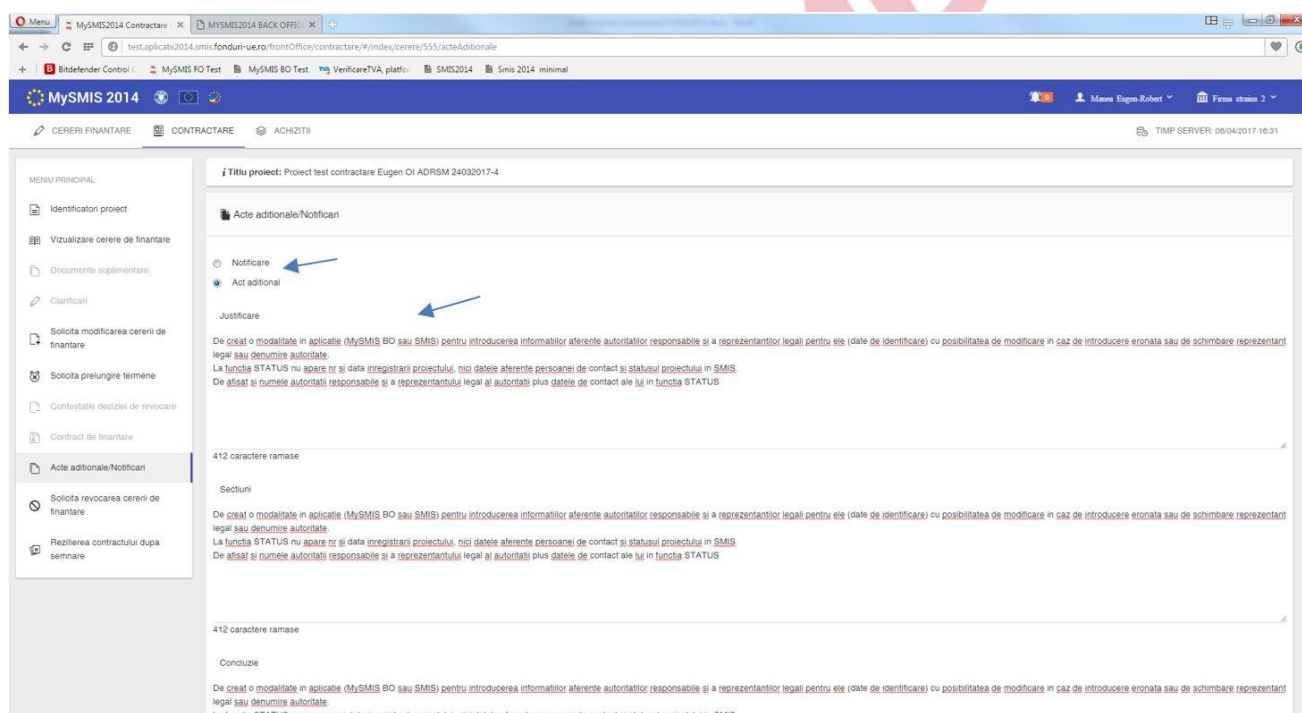 Menu MySMIS2014 Contractare MYSMIS2014 BACK OFFIC
test.aplicatii2014.smis.fonduri-ue.ro/frontOffice/contractare/#/index/cerere/555/acteAditionale
Bitdefender Control C MySMIS FO Test MySMIS BO Test VerificareTVA, platfo SMIS2014 Smis 2014 minimal
MySMIS 2014 Manea Eugen-Robert Firma straina 2
CERERI FINANTARE CONTRACTARE ACHIZITII TIMP SERVER: 06/04/2017 16:31
MENIU PRINCIPAL
Identificatori proiect
Vizualizare cerere de finantare
Documente suplimentare
Clarificari
Solicita modificarea cererii de
finantare
Solicita prelungire termene
Contestatie deciziei de revocare
Contract de finantare
Acte aditionale/Notificari
Solicita revocarea cererii de
finantare
Rezilierea contractului dupa
semnare
i Titlu proiect: Proiect test contractare Eugen OI ADRSM 24032017-4
Acte aditionale/Notificari
Notificare
Act aditional
Justificare
De creat o modalitate in aplicatie (MySMIS BO sau SMIS) pentru introducerea informatiilor aferente autoritatilor responsabile si a reprezentantilor legali pentru ele (date de identificare) cu posibilitatea de modificare in caz de introducere eronata sau de schimbare reprezentant
legal sau denumire autoritate.
La functia STATUS nu apare nr si data inregistrarii proiectului, nici datele aferente persoanei de contact si statusul proiectului in SMIS.
De afisat si numele autoritatii responsabile si a reprezentantului legal al autoritatii plus datele de contact ale lui in functia STATUS
412 caractere ramase
Sectiuni
De creat o modalitate in aplicatie (MySMIS BO sau SMIS) pentru introducerea informatiilor aferente autoritatilor responsabile si a reprezentantilor legali pentru ele (date de identificare) cu posibilitatea de modificare in caz de introducere eronata sau de schimbare reprezentant
legal sau denumire autoritate.
La functia STATUS nu apare nr si data inregistrarii proiectului, nici datele aferente persoanei de contact si statusul proiectului in SMIS.
De afisat si numele autoritatii responsabile si a reprezentantului legal al autoritatii plus datele de contact ale lui in functia STATUS
412 caractere ramase
Concluzie
De creat o modalitate in aplicatie (MySMIS BO sau SMIS) pentru introducerea informatiilor aferente autoritatilor responsabile si a reprezentantilor legali pentru ele (date de identificare) cu posibilitatea de modificare in caz de introducere eronata sau de schimbare reprezentant
legal sau denumire autoritate.